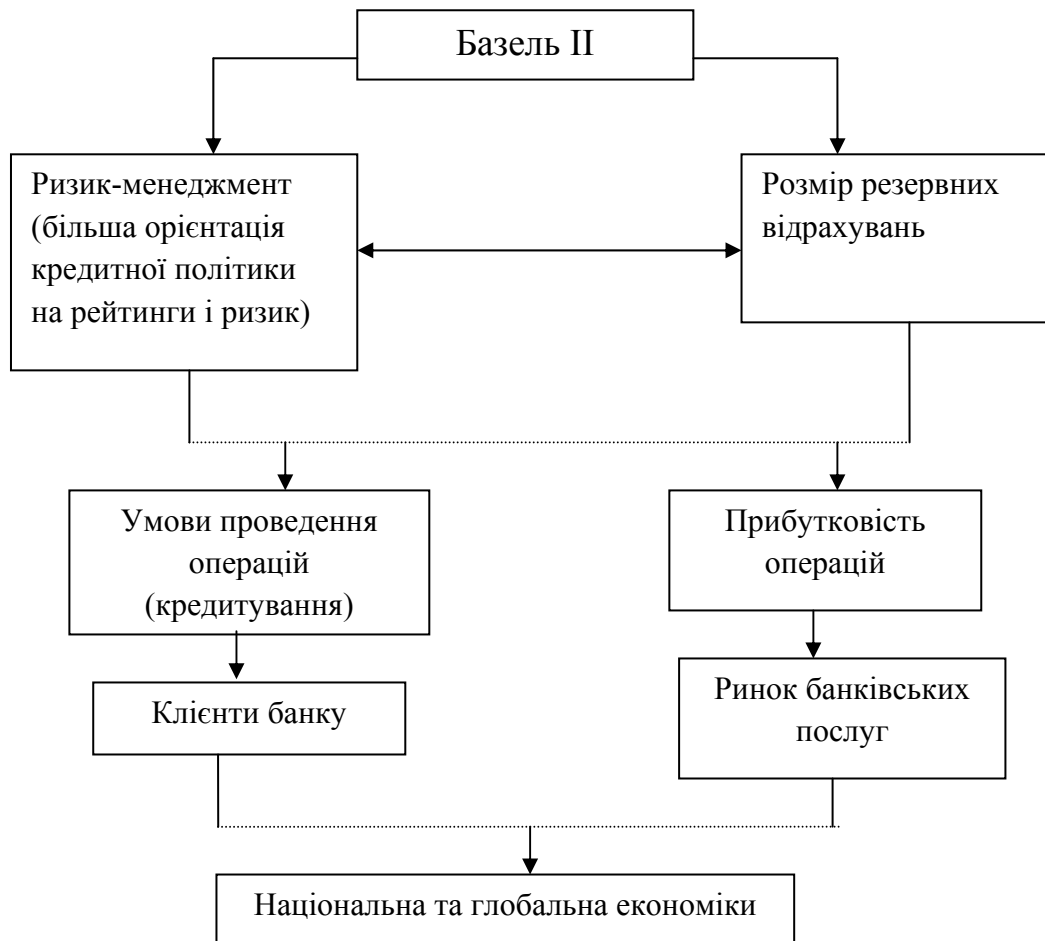 Базель II
Ризик-менеджмент
(більша орієнтація
кредитної політики
на рейтинги і ризик)
Розмір резервних
відрахувань
Умови проведення
операцій
(кредитування)
Прибутковість
операцій
Клієнти банку
Ринок банківських
послуг
Національна та глобальна економіки